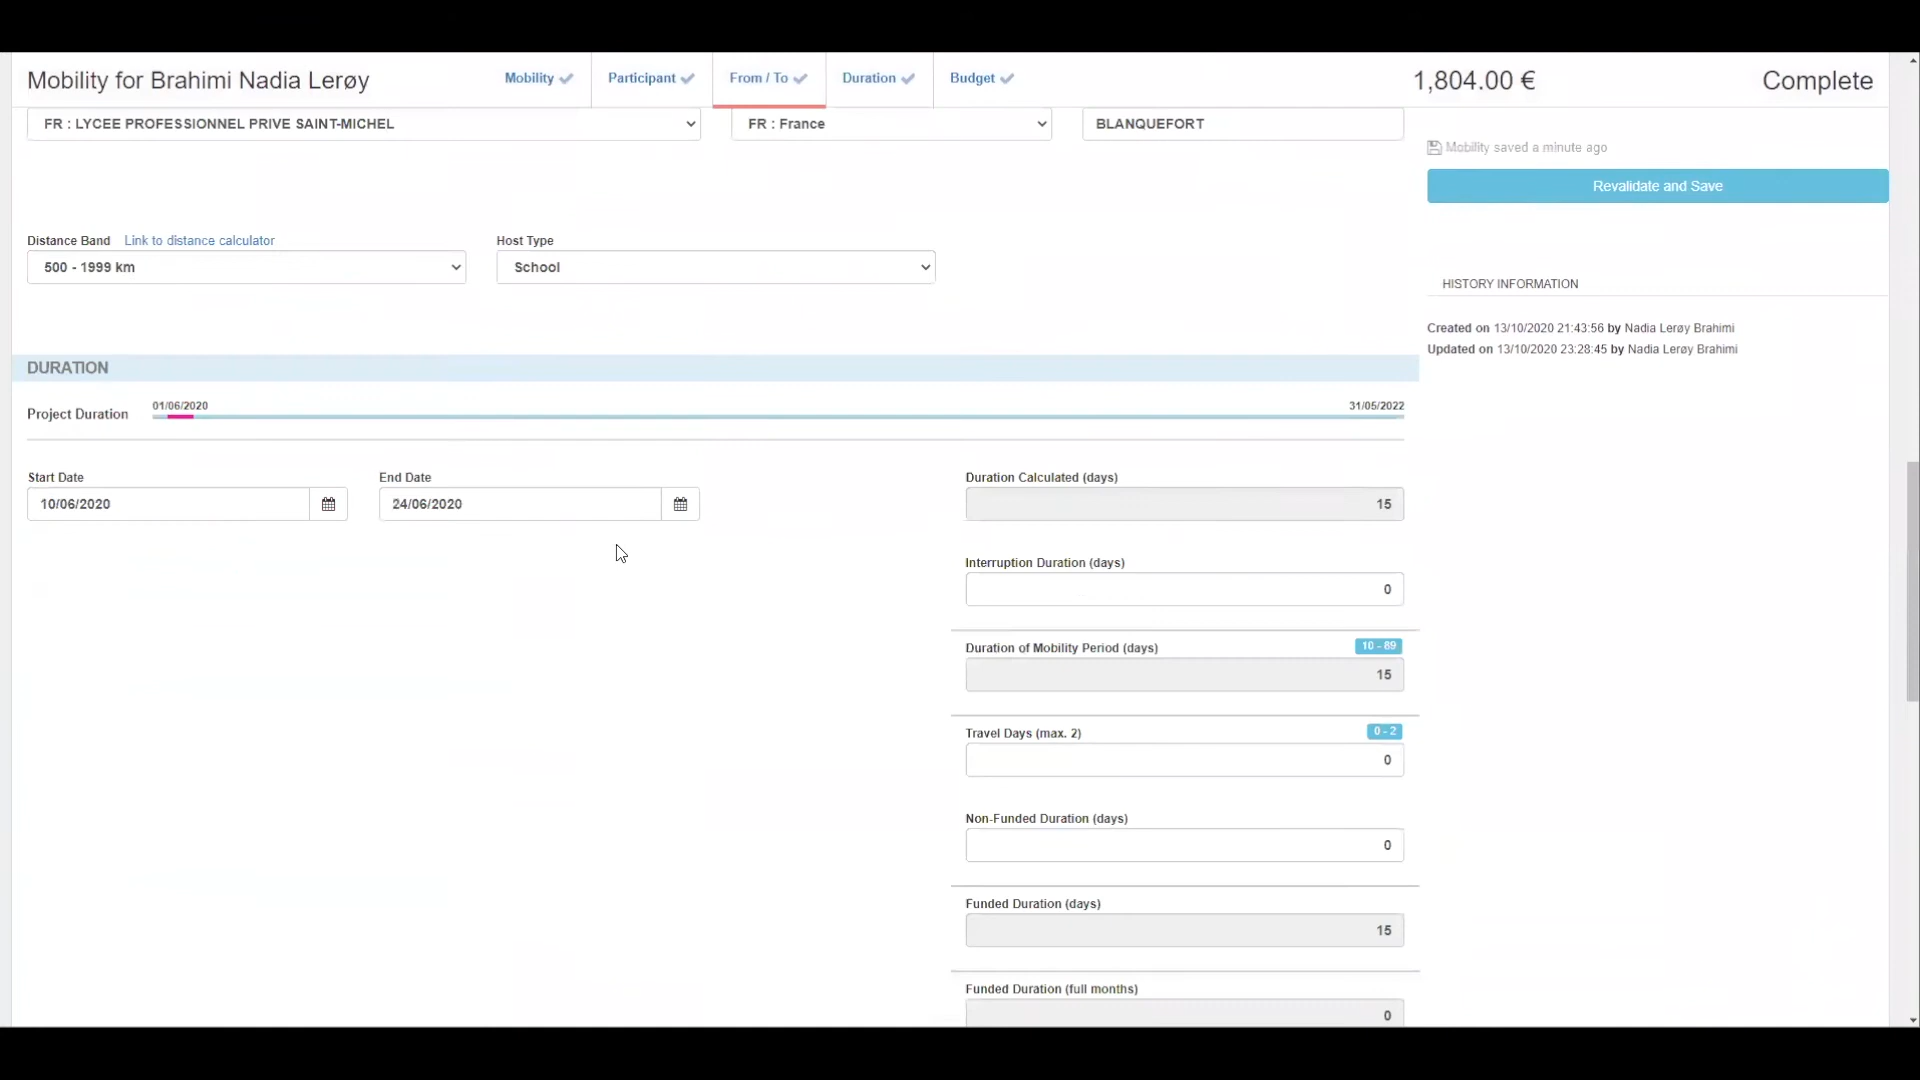 Mobility for Brahimi Nadia Lerøy
Mobility
Participant
From / To
Duration
Budget
1,804.00 €
Complete
FR : LYCEE PROFESSIONNEL PRIVE SAINT-MICHEL
FR : France
BLANQUEFORT
Mobility saved a minute ago
Revalidate and Save
Distance Band
Link to distance calculator
Host Type
500 - 1999 km
School
HISTORY INFORMATION
Created on 13/10/2020 21:43:56 by Nadia Lerøy Brahimi
Updated on 13/10/2020 23:28:45 by Nadia Lerøy Brahimi
DURATION
Project Duration
01/06/2020
31/05/2022
Start Date
End Date
10/06/2020
24/06/2020
Duration Calculated (days)
15
Interruption Duration (days)
0
Duration of Mobility Period (days)
10 - 89
15
Travel Days (max. 2)
0 - 2
0
Non-Funded Duration (days)
0
Funded Duration (days)
15
Funded Duration (full months)
0